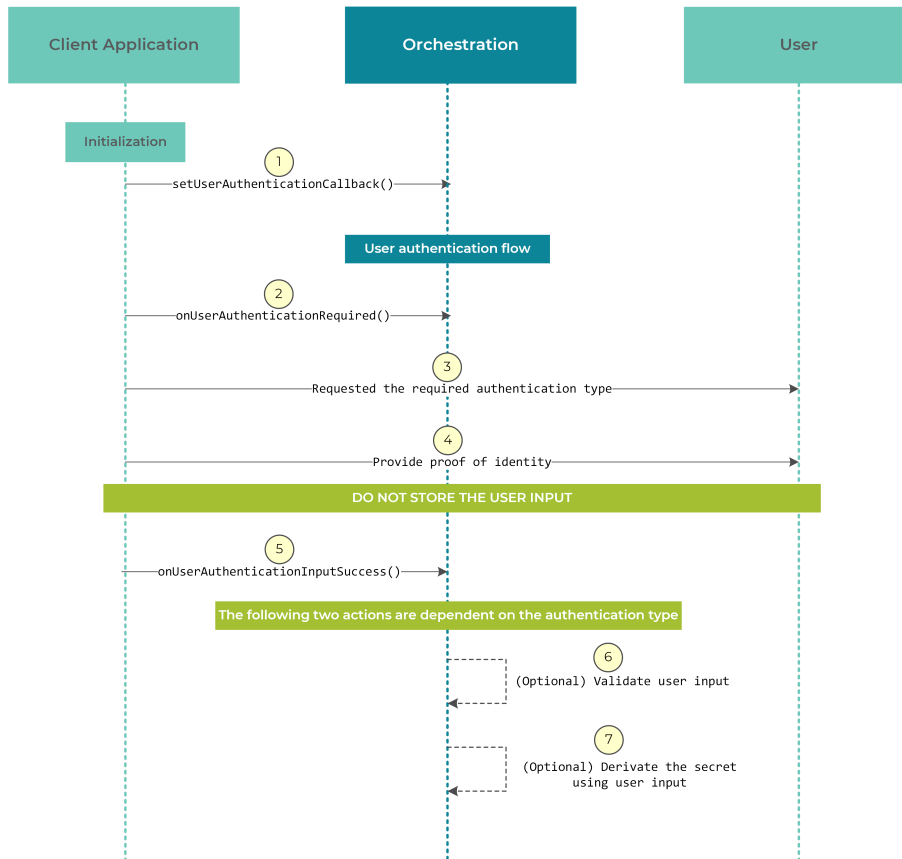 Client Application
Orchestration
User
Initialization
1
setUserAuthenticationCallback()
User authentication flow
2
onUserAuthenticationRequired()
3
Requested the required authentication type
4
Provide proof of identity
DO NOT STORE THE USER INPUT
5
onUserAuthenticationInputSuccess()
The following two actions are dependent on the authentication type
6
(Optional) Validate user input
7
(Optional) Derivate the secret
using user input